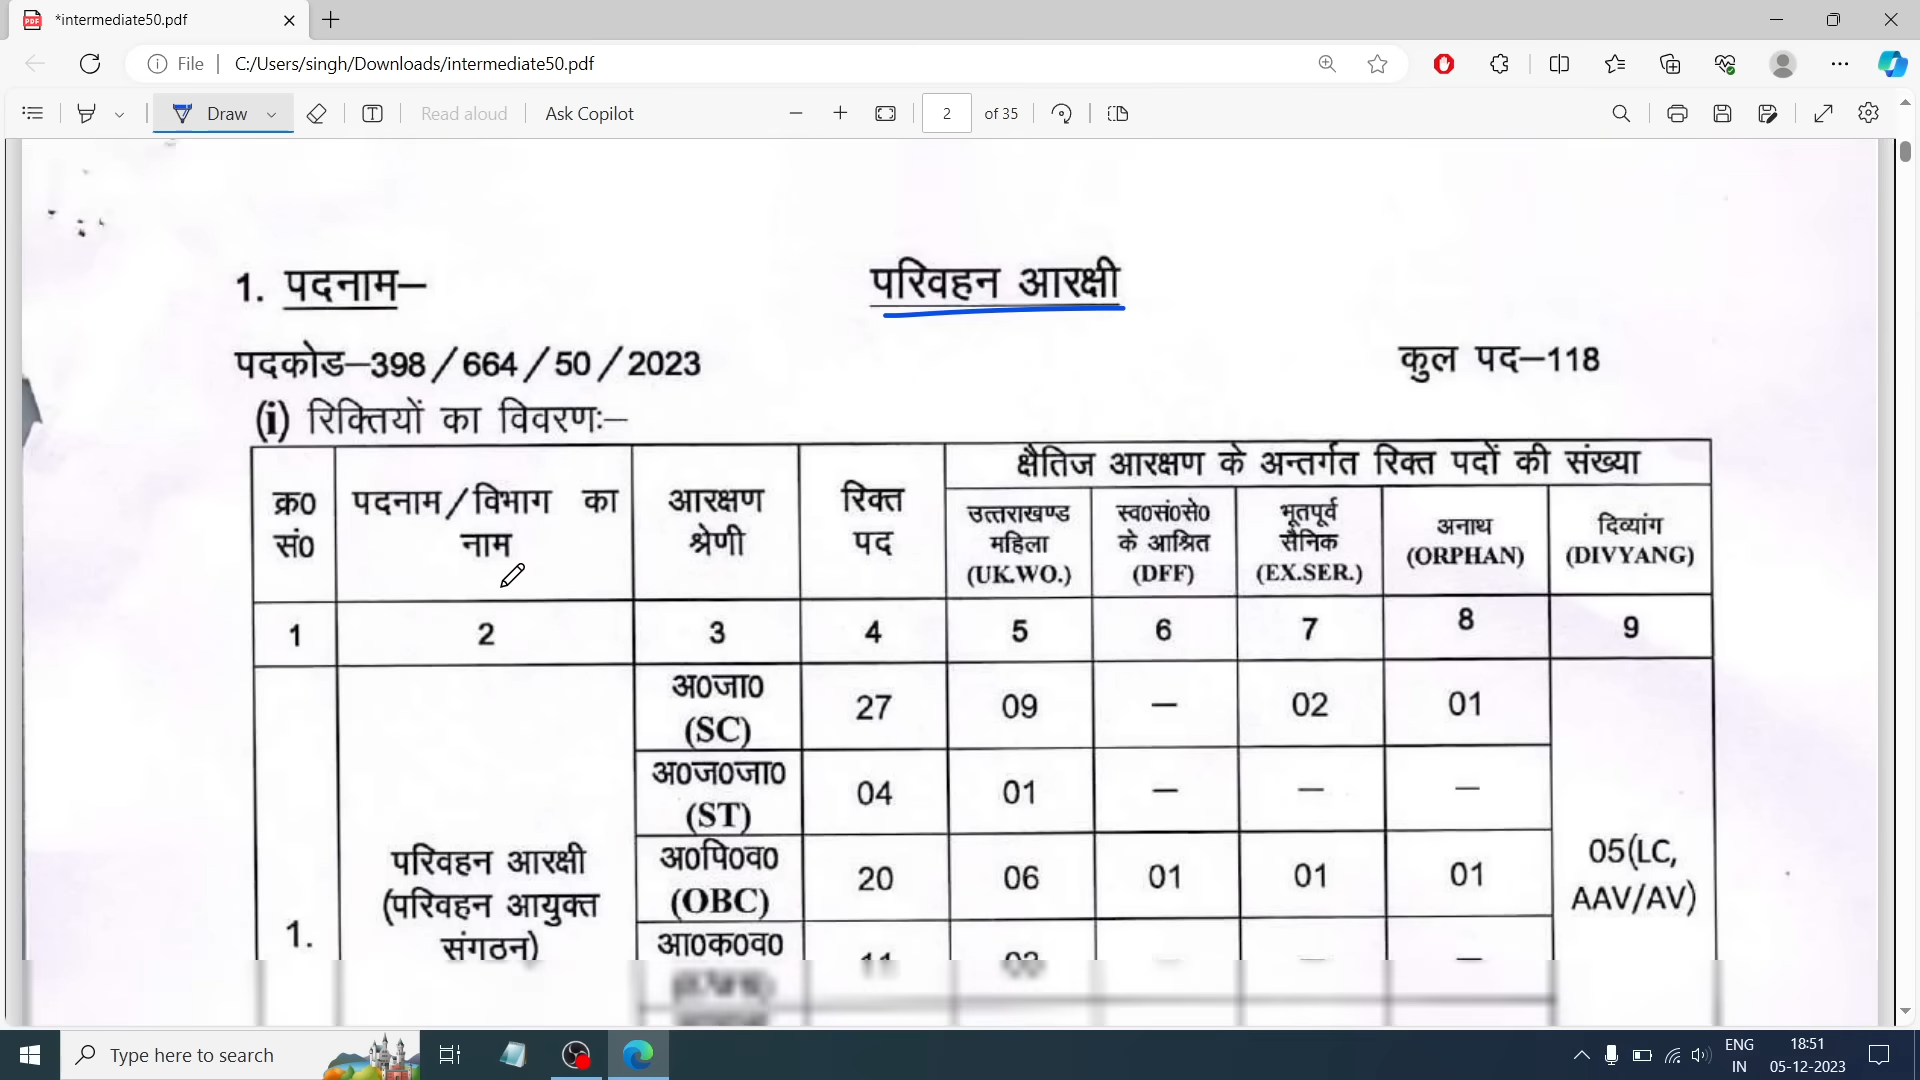 *intermediate50.pdf
File
C:/Users/singh/Downloads/intermediate50.pdf
Draw
Read aloud
Ask Copilot
2 of 35
1. पदनाम–
परिवहन आरक्षी
पदकोड–398/664/50/2023
कुल पद–118
(i) रिक्तियों का विवरणः–
क्र0 सं0
पदनाम/विभाग का नाम
आरक्षण श्रेणी
रिक्त पद
क्षैतिज आरक्षण के अन्तर्गत रिक्त पदों की संख्या
उत्तराखण्ड महिला (UK.WO.)
स्व0सं0से0 के आश्रित (DFF)
भूतपूर्व सैनिक (EX.SER.)
अनाथ (ORPHAN)
दिव्यांग (DIVYANG)
1 2 3 4 5 6 7 8 9
1.
परिवहन आरक्षी
(परिवहन आयुक्त
संगठन)
अ0जा0 (SC) 27 09 – 02 01
अ0ज0जा0 (ST) 04 01 – – –
अ0पि0व0 (OBC) 20 06 01 01 01
05(LC,
AAV/AV)
आ0क0व0 11 – – –
Type here to search
ENG
IN
18:51
05-12-2023